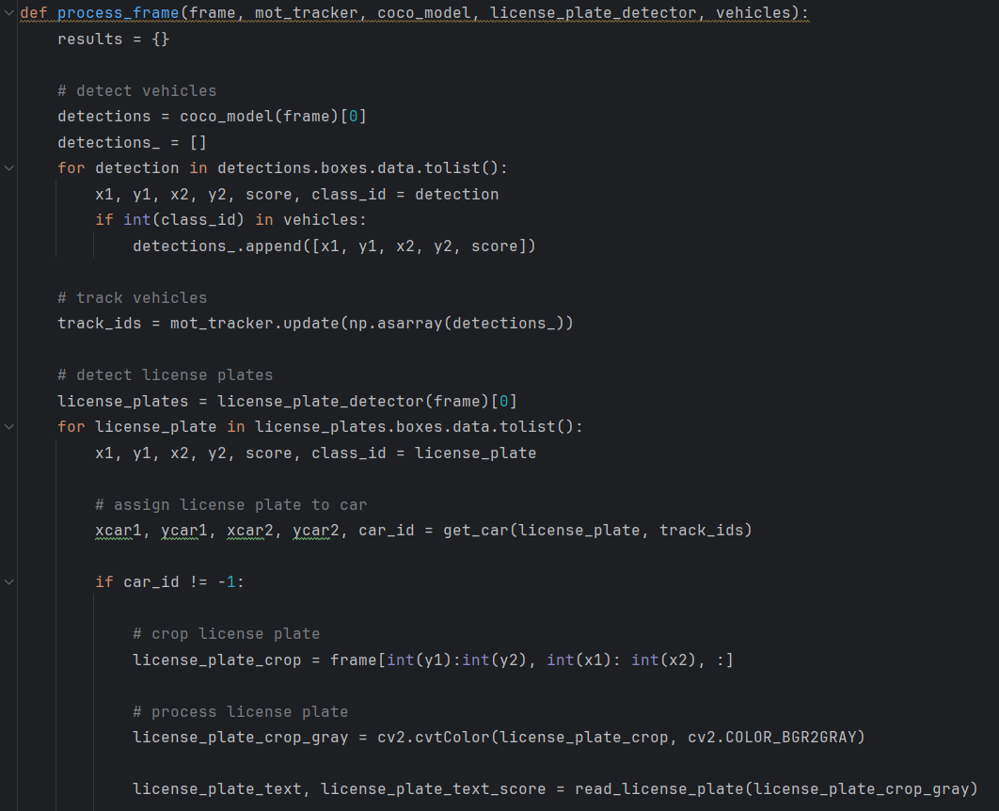 def process_frame(frame, mot_tracker, coco_model, license_plate_detector, vehicles):
    results = {}

    # detect vehicles
    detections = coco_model(frame)[0]
    detections_ = []
    for detection in detections.boxes.data.tolist():
        x1, y1, x2, y2, score, class_id = detection
        if int(class_id) in vehicles:
            detections_.append([x1, y1, x2, y2, score])

    # track vehicles
    track_ids = mot_tracker.update(np.asarray(detections_))

    # detect license plates
    license_plates = license_plate_detector(frame)[0]
    for license_plate in license_plates.boxes.data.tolist():
        x1, y1, x2, y2, score, class_id = license_plate

        # assign license plate to car
        xcar1, ycar1, xcar2, ycar2, car_id = get_car(license_plate, track_ids)

        if car_id != -1:

            # crop license plate
            license_plate_crop = frame[int(y1):int(y2), int(x1): int(x2), :]

            # process license plate
            license_plate_crop_gray = cv2.cvtColor(license_plate_crop, cv2.COLOR_BGR2GRAY)

            license_plate_text, license_plate_text_score = read_license_plate(license_plate_crop_gray)